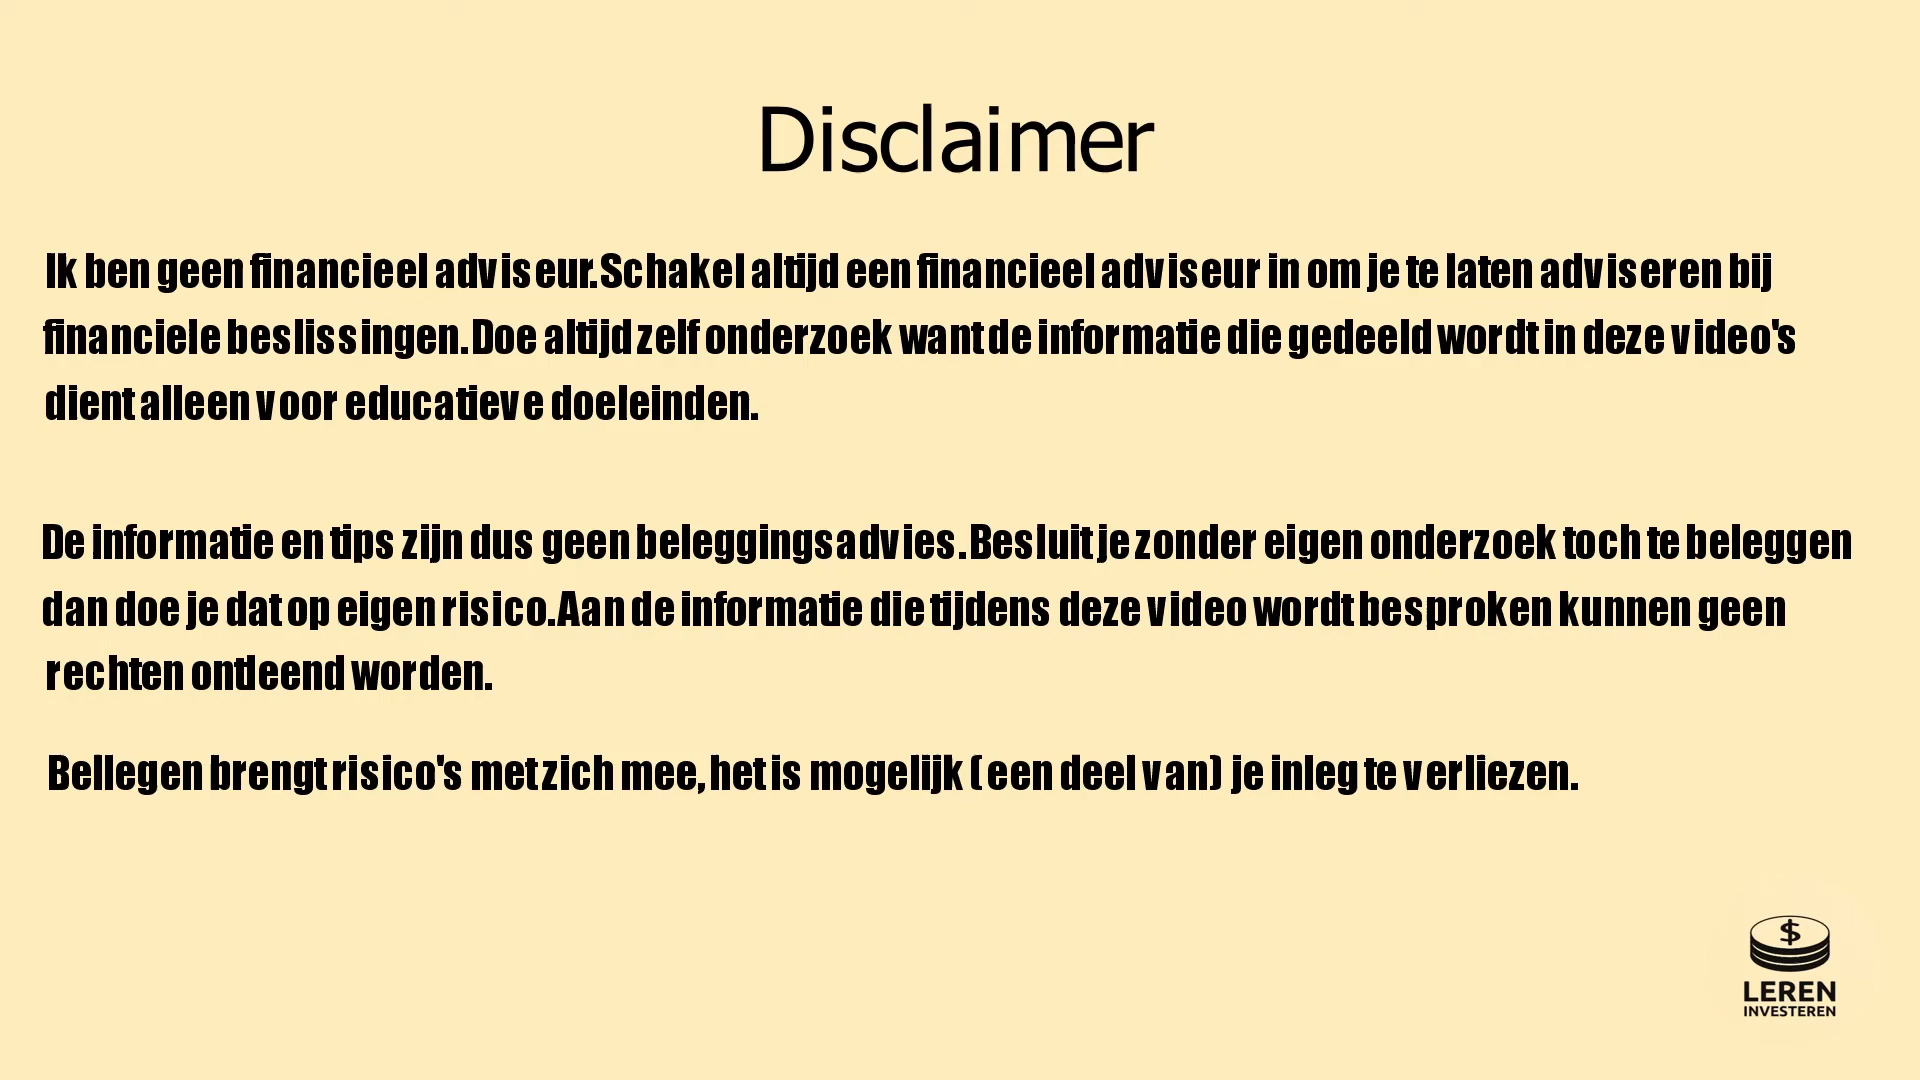 Disclaimer
Ik ben geen financieel adviseur. Schakel altijd een financieel adviseur in om je te laten adviseren bij
financiele beslissingen. Doe altijd zelf onderzoek want de informatie die gedeeld wordt in deze video's
dient alleen voor educatieve doeleinden.
De informatie en tips zijn dus geen beleggingsadvies. Besluit je zonder eigen onderzoek toch te beleggen
dan doe je dat op eigen risico. Aan de informatie die tijdens deze video wordt besproken kunnen geen
rechten ontleend worden.
Bellegen brengt risico's met zich mee, het is mogelijk (een deel van) je inleg te verliezen.
$
LEREN
INVESTEREN